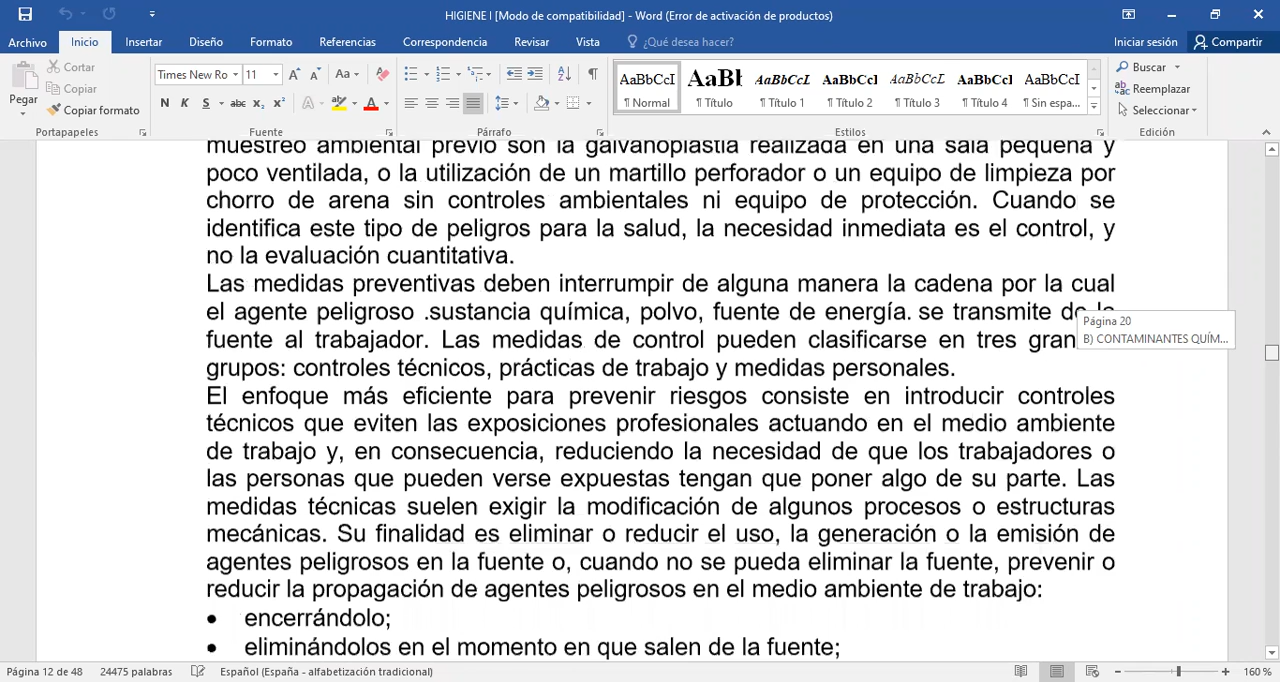 HIGIENE I [Modo de compatibilidad] - Word (Error de activación de productos)
Archivo Inicio Insertar Diseño Formato Referencias Correspondencia Revisar Vista ¿Qué desea hacer? Iniciar sesión Compartir
Pegar
Cortar
Copiar
Copiar formato
Portapapeles
Times New Ro 11
Fuente
Párrafo
AaBbCcI AaBb AaBbCcL AaBbCc AaBbCcL AaBbCcI AaBbCcI
¶ Normal ¶ Título ¶ Título 1 ¶ Título 2 ¶ Título 3 ¶ Título 4 ¶ Sin espa...
Estilos
Buscar
Reemplazar
Seleccionar
Edición
muestreo ambiental previo son la galvanoplastia realizada en una sala pequeña y
poco ventilada, o la utilización de un martillo perforador o un equipo de limpieza por
chorro de arena sin controles ambientales ni equipo de protección. Cuando se
identifica este tipo de peligros para la salud, la necesidad inmediata es el control, y
no la evaluación cuantitativa.
Las medidas preventivas deben interrumpir de alguna manera la cadena por la cual
el agente peligroso .sustancia química, polvo, fuente de energía. se transmite de la
fuente al trabajador. Las medidas de control pueden clasificarse en tres gran
grupos: controles técnicos, prácticas de trabajo y medidas personales.
El enfoque más eficiente para prevenir riesgos consiste en introducir controles
técnicos que eviten las exposiciones profesionales actuando en el medio ambiente
de trabajo y, en consecuencia, reduciendo la necesidad de que los trabajadores o
las personas que pueden verse expuestas tengan que poner algo de su parte. Las
medidas técnicas suelen exigir la modificación de algunos procesos o estructuras
mecánicas. Su finalidad es eliminar o reducir el uso, la generación o la emisión de
agentes peligrosos en la fuente o, cuando no se pueda eliminar la fuente, prevenir o
reducir la propagación de agentes peligrosos en el medio ambiente de trabajo:
• encerrándolo;
• eliminándolos en el momento en que salen de la fuente;
Página 20
B) CONTAMINANTES QUÍM...
Página 12 de 48 24475 palabras Español (España - alfabetización tradicional) 160 %